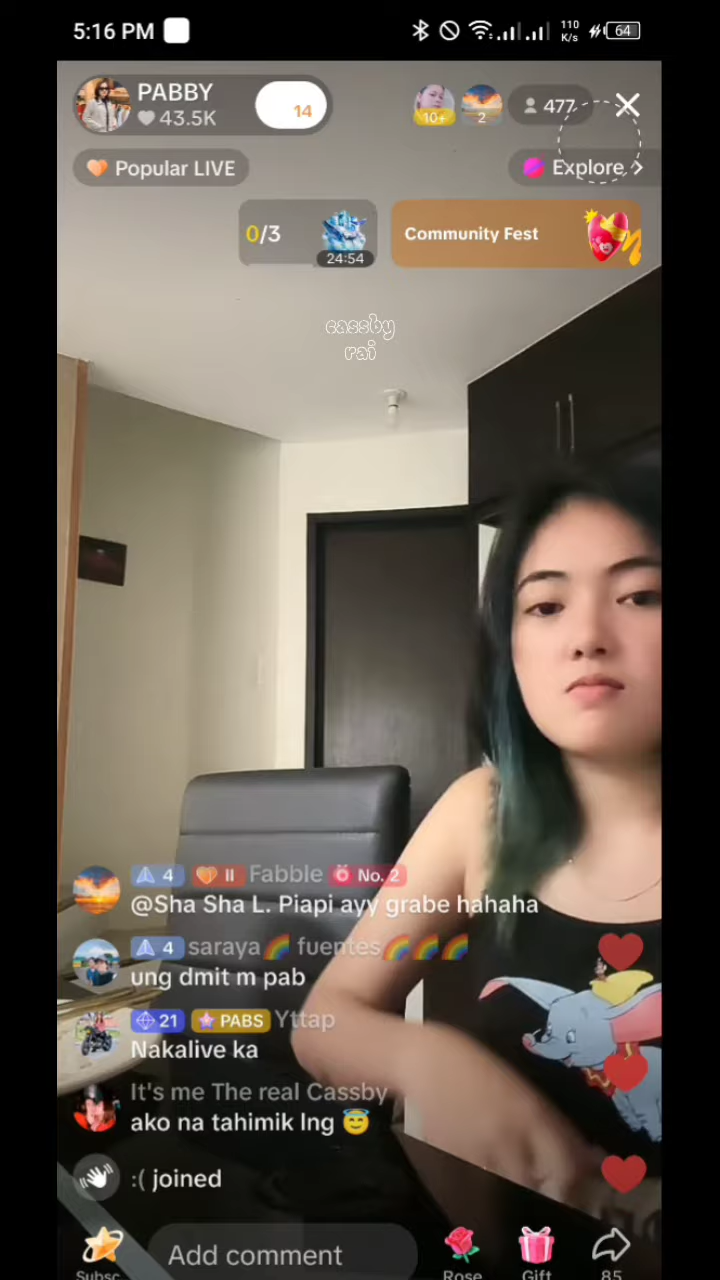 5:16 PM
110
K/s
64
PABBY
43.5K
14
10+
2
477
Popular LIVE
Explore
0/3
24:54
Community Fest
cassby
rai
4 II Fabble No. 2
@Sha Sha L. Piapi ayy grabe hahaha
4 saraya🌈 fuentes🌈🌈🌈
ung dmit m pab
21 PABS Yttap
Nakalive ka
It's me The real Cassby
ako na tahimik lng 😇
:( joined
Subsc
Add comment
Rose
Gift
85